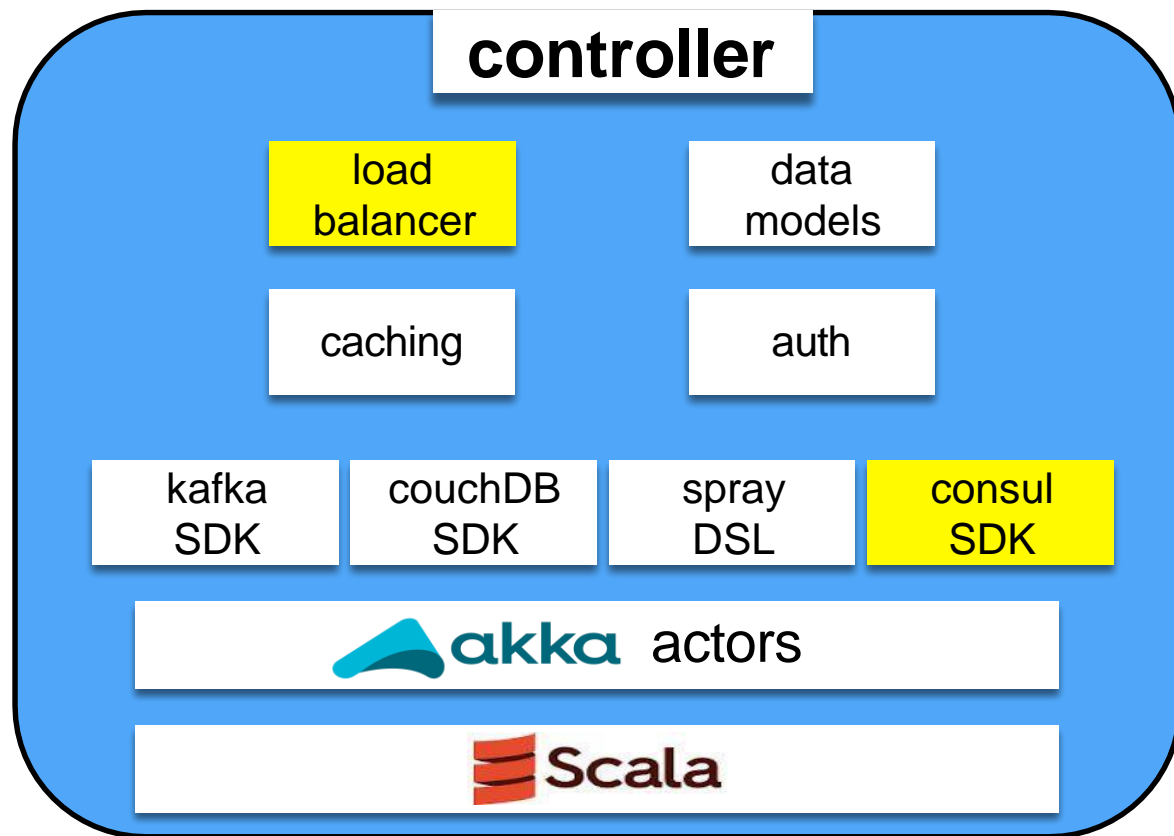 controller
load
balancer
data
models
caching
auth
kafka
SDK
couchDB
SDK
spray
DSL
consul
SDK
akka actors
Scala